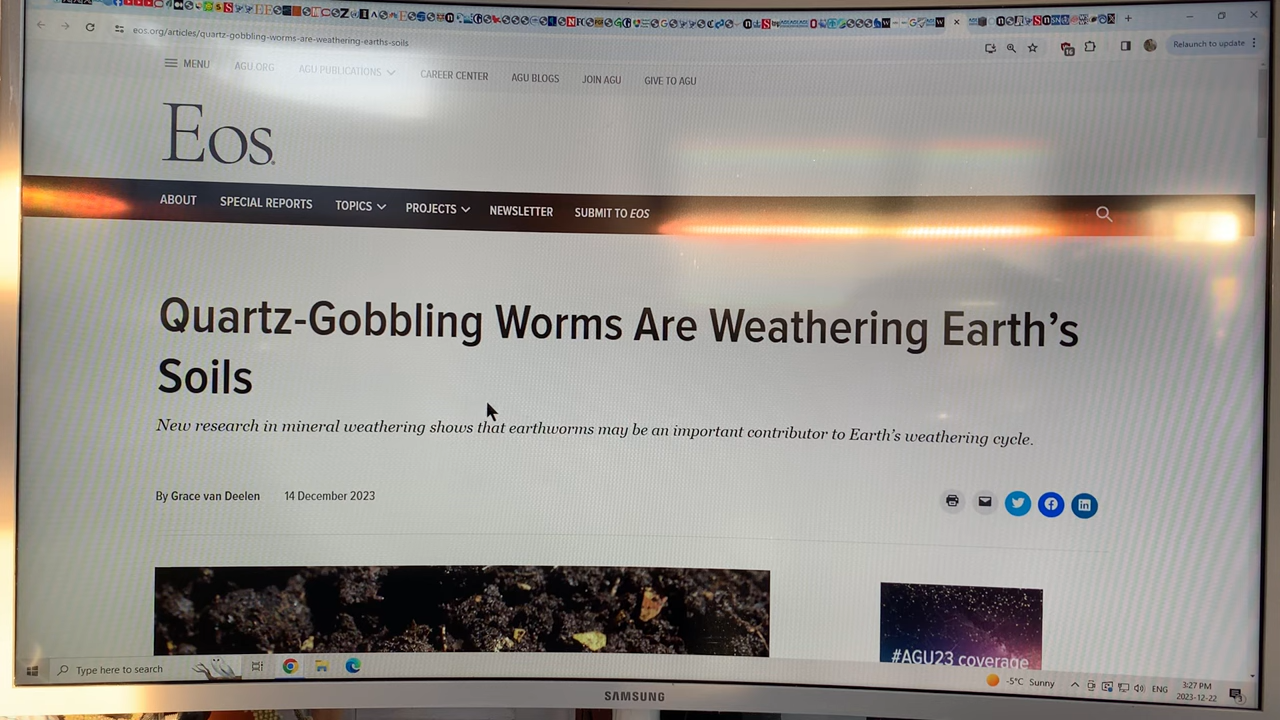 eos.org/articles/quartz-gobbling-worms-are-weathering-earths-soils
Relaunch to update
MENU AGU.ORG AGU PUBLICATIONS CAREER CENTER AGU BLOGS JOIN AGU GIVE TO AGU
Eos.
ABOUT SPECIAL REPORTS TOPICS PROJECTS NEWSLETTER SUBMIT TO EOS
Quartz-Gobbling Worms Are Weathering Earth's
Soils
New research in mineral weathering shows that earthworms may be an important contributor to Earth's weathering cycle.
By Grace van Deelen 14 December 2023
#AGU23 coverage
Type here to search
-5°C Sunny
ENG
3:27 PM
2023-12-22
SAMSUNG